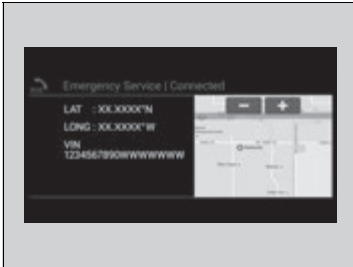 Emergency Service | Connected
LAT : XX.XXXX°N
LONG : XX.XXXX°W
VIN
1234567890WWWWWWW